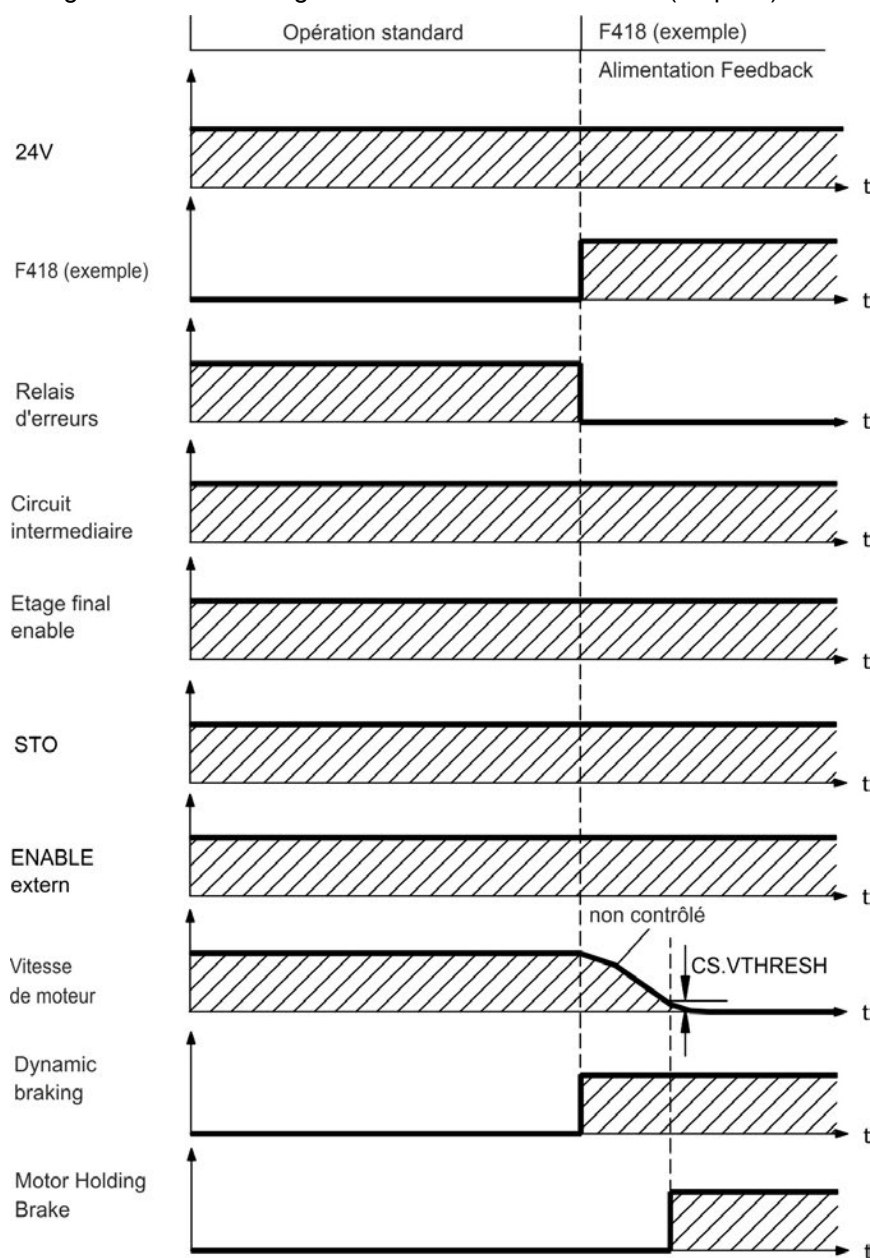 Opération standard
F418 (exemple)
Alimentation Feedback
24V
t
F418 (exemple)
t
Relais
d'erreurs
t
Circuit
intermediaire
t
Etage final
enable
t
STO
t
ENABLE
extern
t
non contrôlé
CS.VTHRESH
Vitesse
de moteur
t
Dynamic
braking
t
Motor Holding
Brake
t